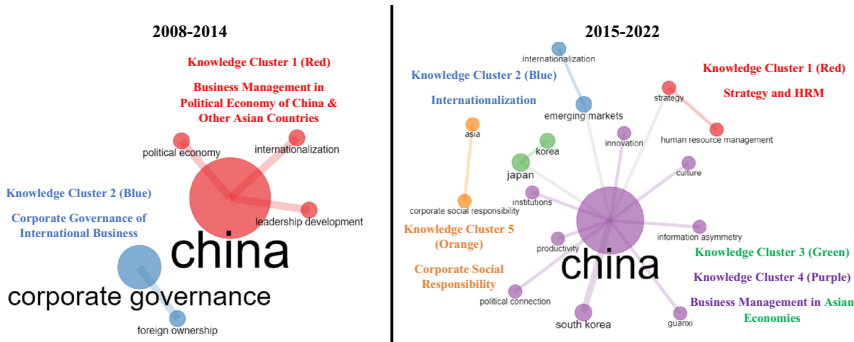 2008-2014
Knowledge Cluster 1 (Red)
Business Management in
Political Economy of China &
Other Asian Countries
political economy
internationalization
leadership development
china
Knowledge Cluster 2 (Blue)
Corporate Governance of
International Business
corporate governance
foreign ownership
2015-2022
internationalization
Knowledge Cluster 2 (Blue)
Internationalization
emerging markets
Knowledge Cluster 1 (Red)
Strategy and HRM
strategy
human resource management
asia
korea
japan
innovation
culture
institutions
corporate social responsibility
Knowledge Cluster 5
(Orange)
Corporate Social
Responsibility
productivity
china
information asymmetry
political connection
south korea
guanxi
Knowledge Cluster 3 (Green)
Knowledge Cluster 4 (Purple)
Business Management in Asian
Economies